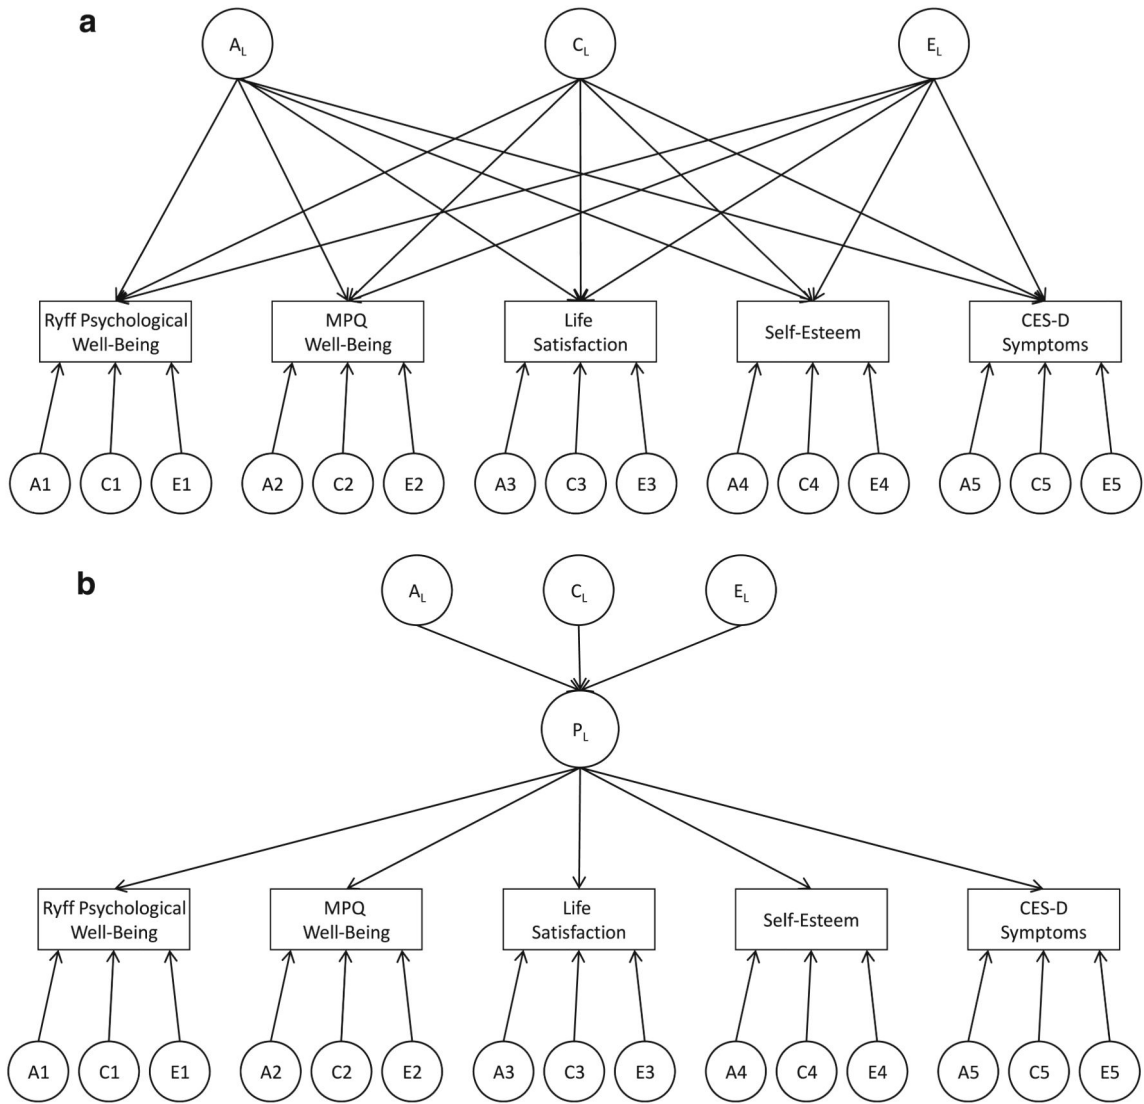 a
A_L C_L E_L
Ryff Psychological
Well-Being
MPQ
Well-Being
Life
Satisfaction
Self-Esteem
CES-D
Symptoms
A1 C1 E1 A2 C2 E2 A3 C3 E3 A4 C4 E4 A5 C5 E5
b
A_L C_L E_L
P_L
Ryff Psychological
Well-Being
MPQ
Well-Being
Life
Satisfaction
Self-Esteem
CES-D
Symptoms
A1 C1 E1 A2 C2 E2 A3 C3 E3 A4 C4 E4 A5 C5 E5